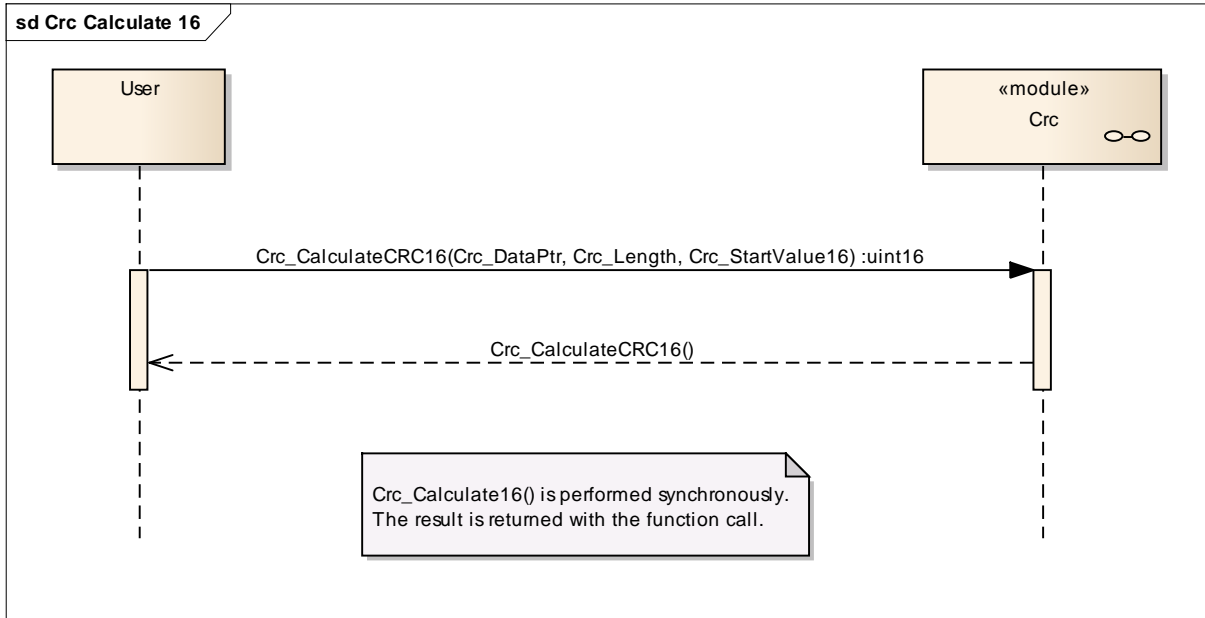 sd Crc Calculate 16
User
«module»
Crc
Crc_CalculateCRC16(Crc_DataPtr, Crc_Length, Crc_StartValue16) :uint16
Crc_CalculateCRC16()
Crc_Calculate16() is performed synchronously.
The result is returned with the function call.